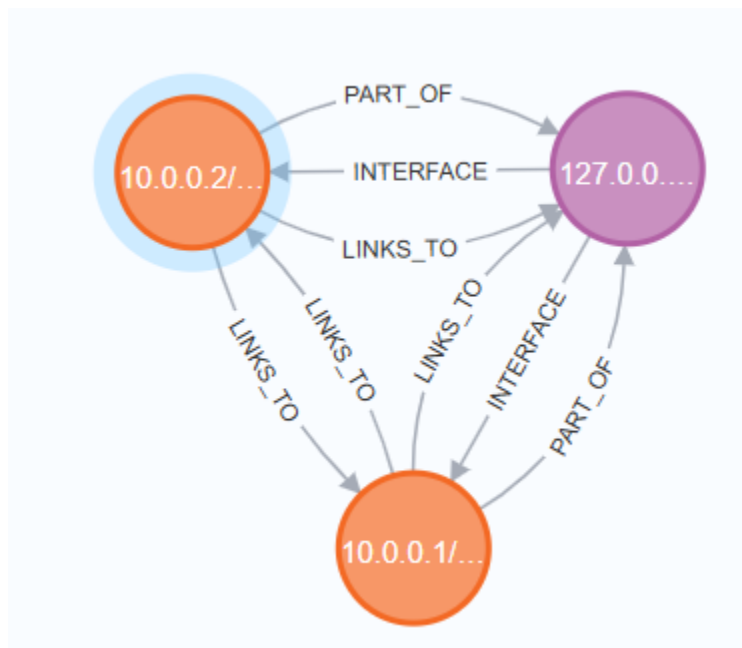 PART_OF
10.0.0.2/...
INTERFACE
127.0.0....
LINKS_TO
LINKS_TO
LINKS_TO
LINKS_TO
INTERFACE
PART_OF
10.0.0.1/...